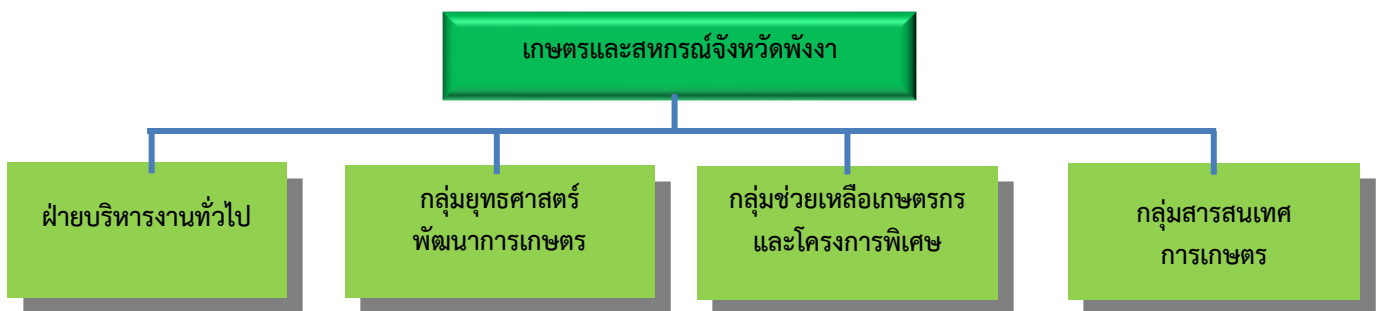 เกษตรและสหกรณ์จังหวัดพังงา
ฝ่ายบริหารงานทั่วไป
กลุ่มยุทธศาสตร์
พัฒนาการเกษตร
กลุ่มช่วยเหลือเกษตรกร
และโครงการพิเศษ
กลุ่มสารสนเทศ
การเกษตร